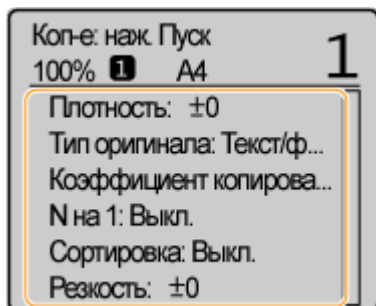 Коп-е: наж. Пуск
1
100% 1 A4
Плотность: ±0
Тип оригинала: Текст/ф...
Коэффициент копирова...
N на 1: Выкл.
Сортировка: Выкл.
Резкость: ±0